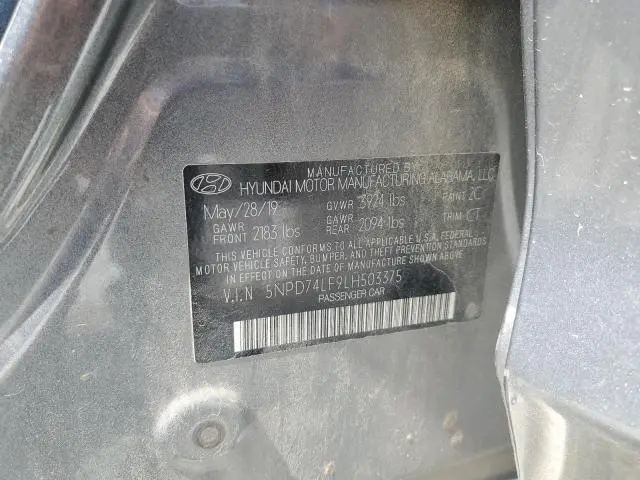 MANUFACTURED BY
HYUNDAI MOTOR MANUFACTURING ALABAMA, LLC
May/28/19 GVWR 3924 lbs PAINT 2C
GAWR FRONT 2183 lbs GAWR REAR 2094 lbs TRIM CT
THIS VEHICLE CONFORMS TO ALL APPLICABLE U.S.A. FEDERAL
MOTOR VEHICLE SAFETY, BUMPER, AND THEFT PREVENTION STANDARDS
IN EFFECT ON THE DATE OF MANUFACTURE SHOWN ABOVE.
V.I.N 5NPD74LF9LH503375
PASSENGER CAR